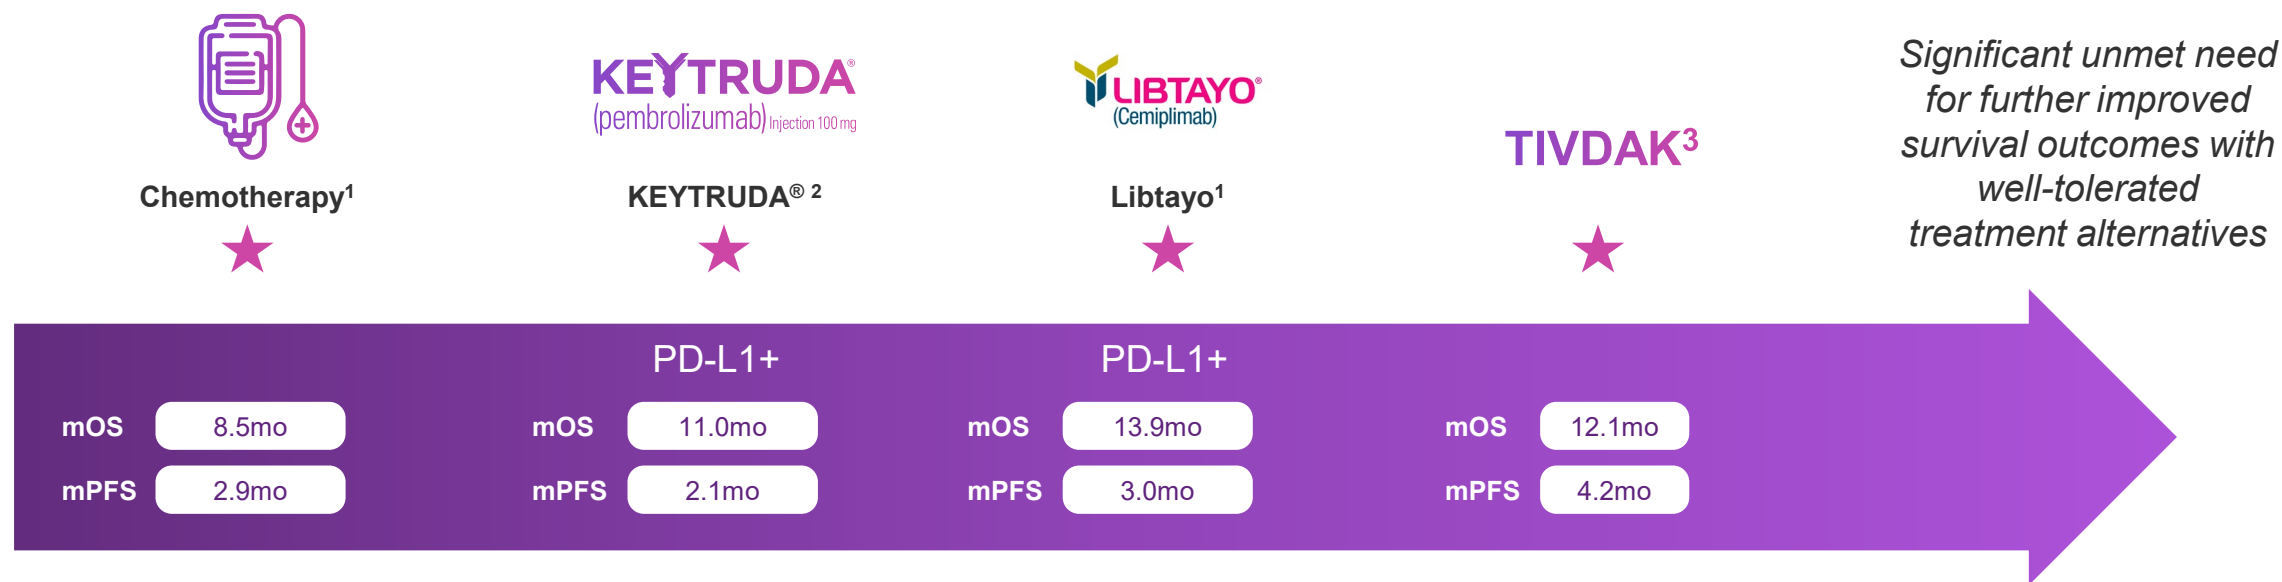 KEYTRUDA®
(pembrolizumab) Injection 100 mg
LIBTAYO®
(Cemiplimab)
TIVDAK³
Chemotherapy¹
KEYTRUDA® ²
Libtayo¹
Significant unmet need
for further improved
survival outcomes with
well-tolerated
treatment alternatives
PD-L1+
PD-L1+
mOS 8.5mo
mPFS 2.9mo
mOS 11.0mo
mPFS 2.1mo
mOS 13.9mo
mPFS 3.0mo
mOS 12.1mo
mPFS 4.2mo